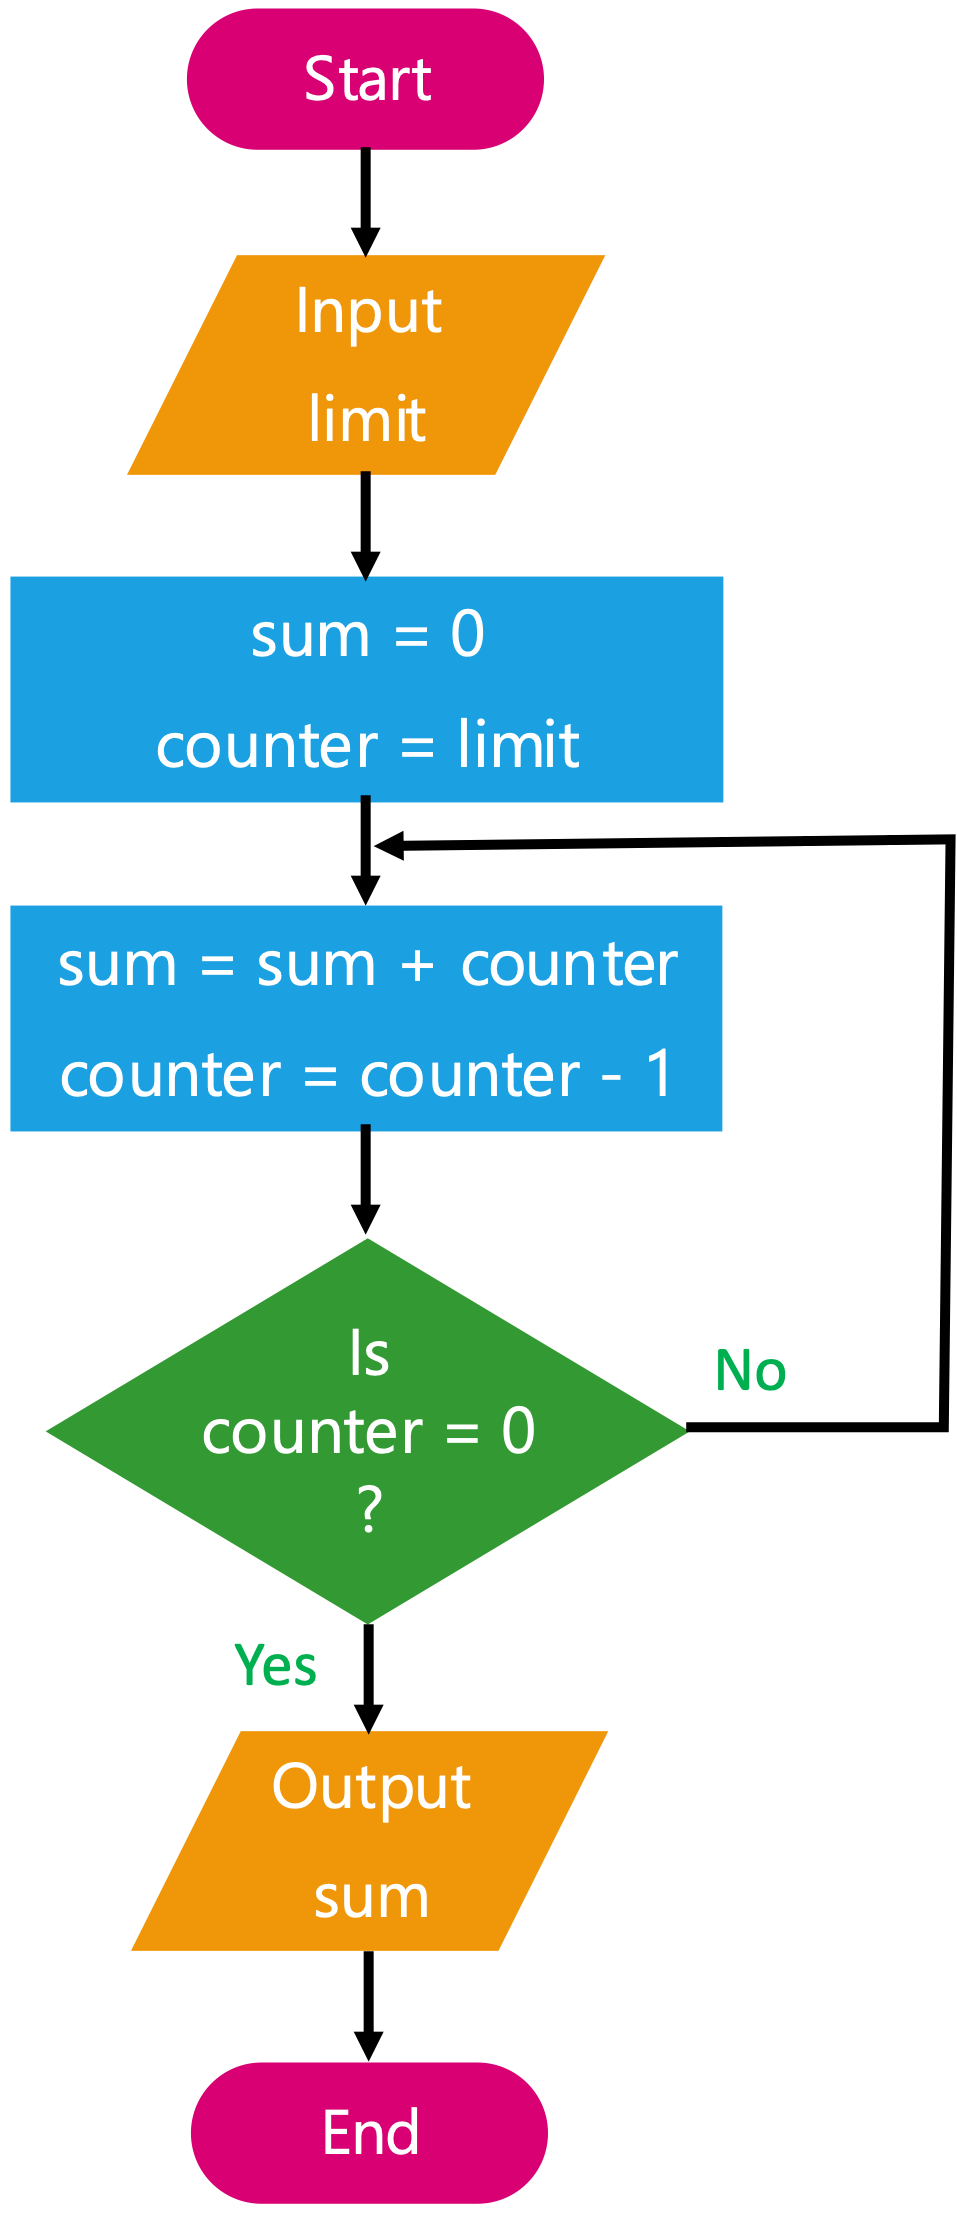 Start
Input
limit
sum = 0
counter = limit
sum = sum + counter
counter = counter - 1
Is
counter = 0
?
No
Yes
Output
sum
End